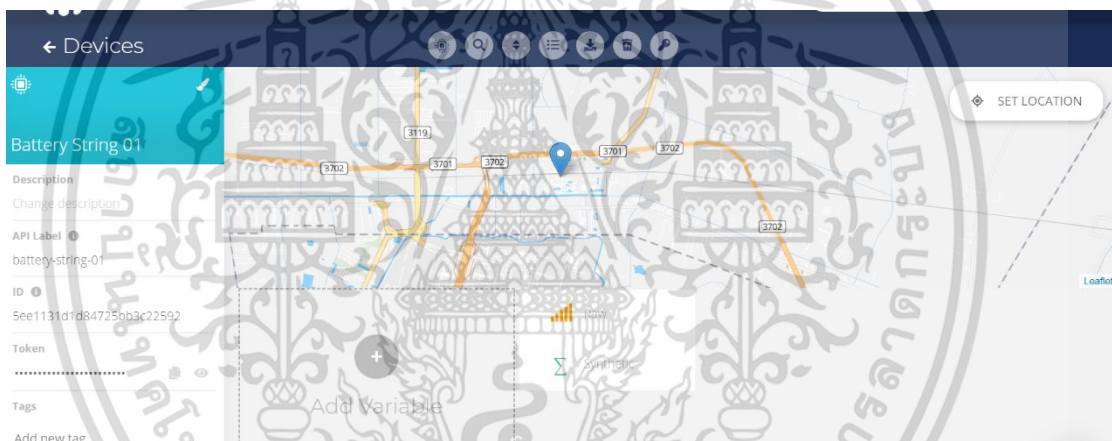 ← Devices
SET LOCATION
Battery String 01
Description
Change description
API Label
battery-string-01
ID
5ee1131d1d84725bb3c22592
Token
........................
Tags
Add new tag
3119
3702
3701
3702
3701
3702
3702
Leaflet
Raw
Synthetic
+
Add Variable